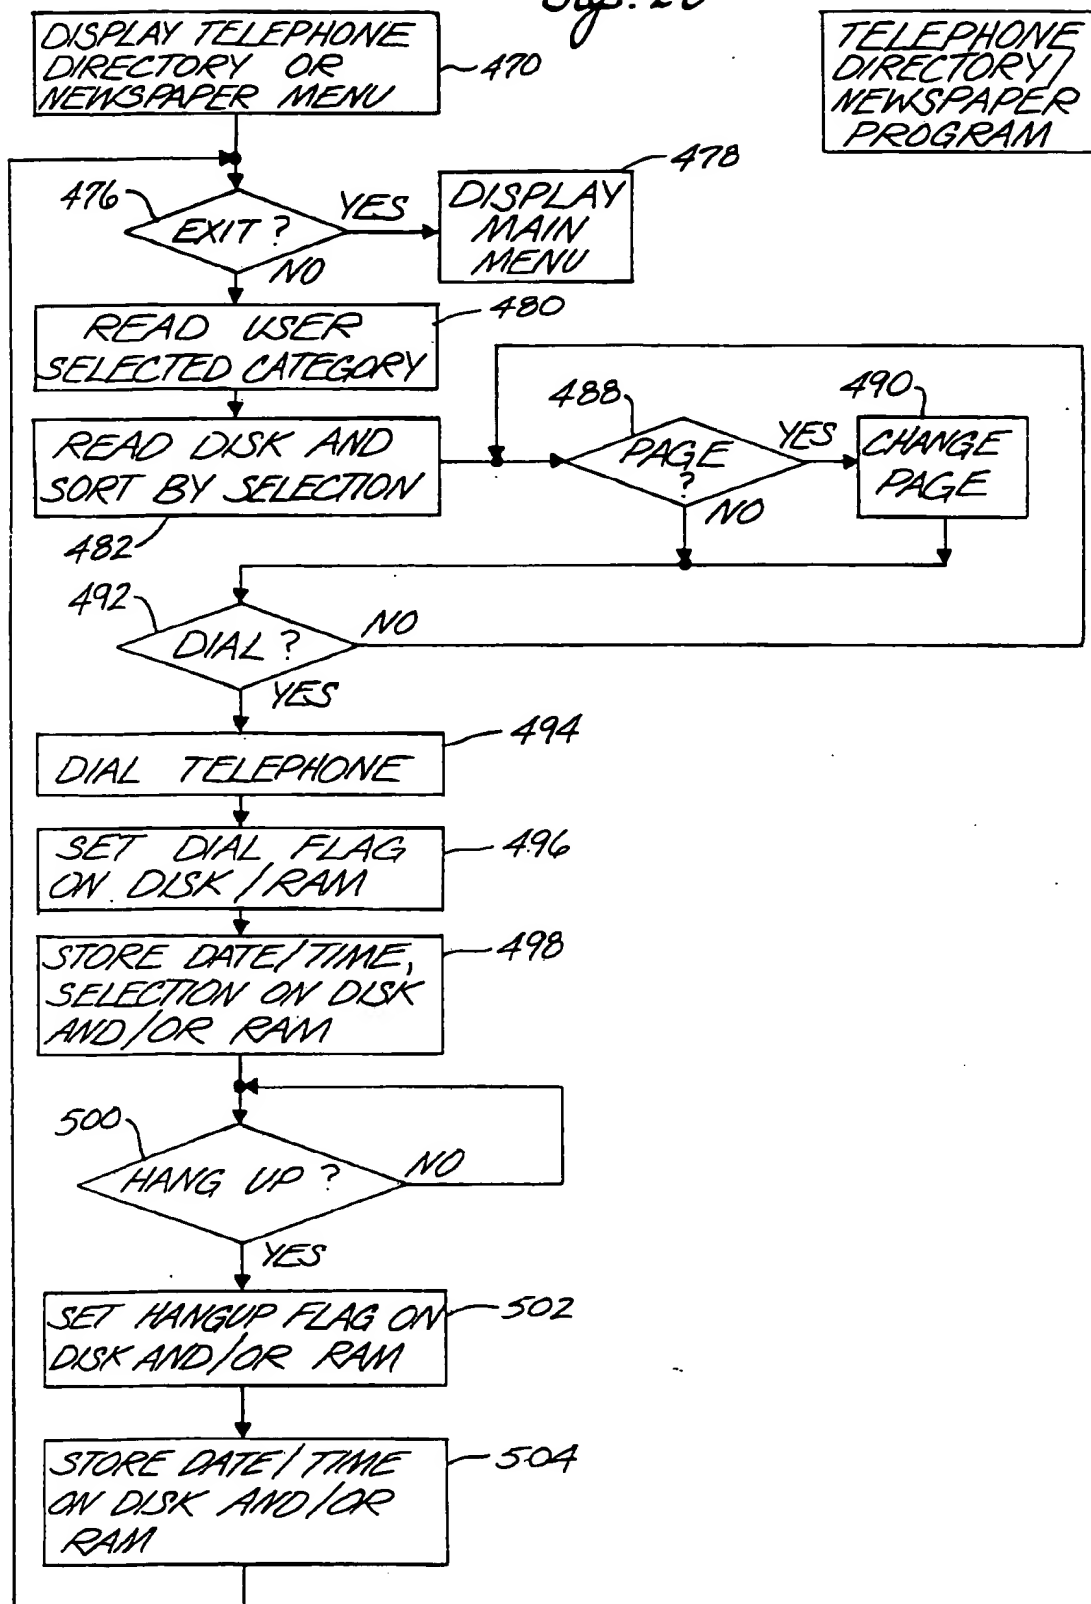 DISPLAY TELEPHONE
DIRECTORY OR
NEWSPAPER MENU
470
TELEPHONE
DIRECTORY/
NEWSPAPER
PROGRAM
476
EXIT?
YES
NO
478
DISPLAY
MAIN
MENU
480
READ USER
SELECTED CATEGORY
READ DISK AND
SORT BY SELECTION
482
488
PAGE
?
YES
NO
490
CHANGE
PAGE
492
DIAL?
NO
YES
494
DIAL TELEPHONE
SET DIAL FLAG
ON DISK/RAM
496
STORE DATE/TIME,
SELECTION ON DISK
AND/OR RAM
498
500
HANG UP?
NO
YES
SET HANGUP FLAG ON
DISK AND/OR RAM
502
STORE DATE/TIME
ON DISK AND/OR
RAM
504